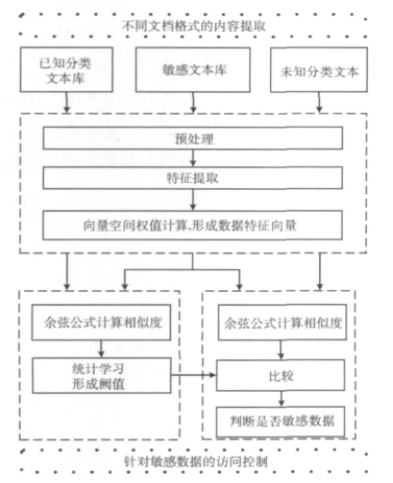 不同文档格式的内容提取
已知分类
文本库
敏感文本库
未知分类文本
预处理
特征提取
向量空间权值计算,形成数据特征向量
余弦公式计算相似度
余弦公式计算相似度
统计学习
形成阙值
比较
判断是否敏感数据
针对敏感数据的访问控制